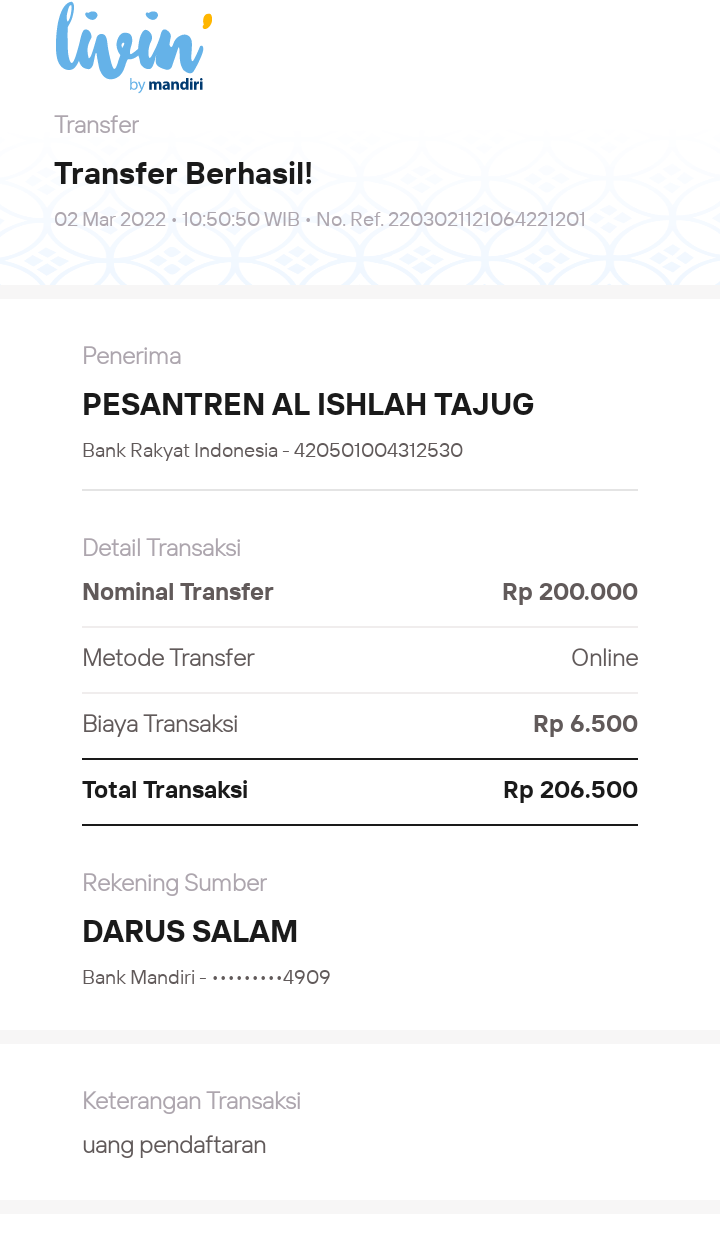 livin'
by mandiri
Transfer
Transfer Berhasil!
02 Mar 2022 • 10:50:50 WIB • No. Ref. 2203021121064221201
Penerima
PESANTREN AL ISHLAH TAJUG
Bank Rakyat Indonesia - 420501004312530
Detail Transaksi
Nominal Transfer Rp 200.000
Metode Transfer Online
Biaya Transaksi Rp 6.500
Total Transaksi Rp 206.500
Rekening Sumber
DARUS SALAM
Bank Mandiri - •••••••••4909
Keterangan Transaksi
uang pendaftaran